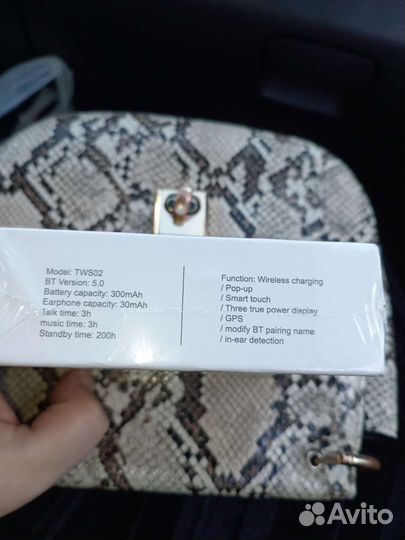 Model: TWS02
BT Version: 5.0
Battery capacity: 300mAh
Earphone capacity: 30mAh
Talk time: 3h
music time: 3h
Standby time: 200h
Function: Wireless charging
/ Pop-up
/ Smart touch
/ Three true power display
/ GPS
/ modify BT pairing name
/ in-ear detection
Avito